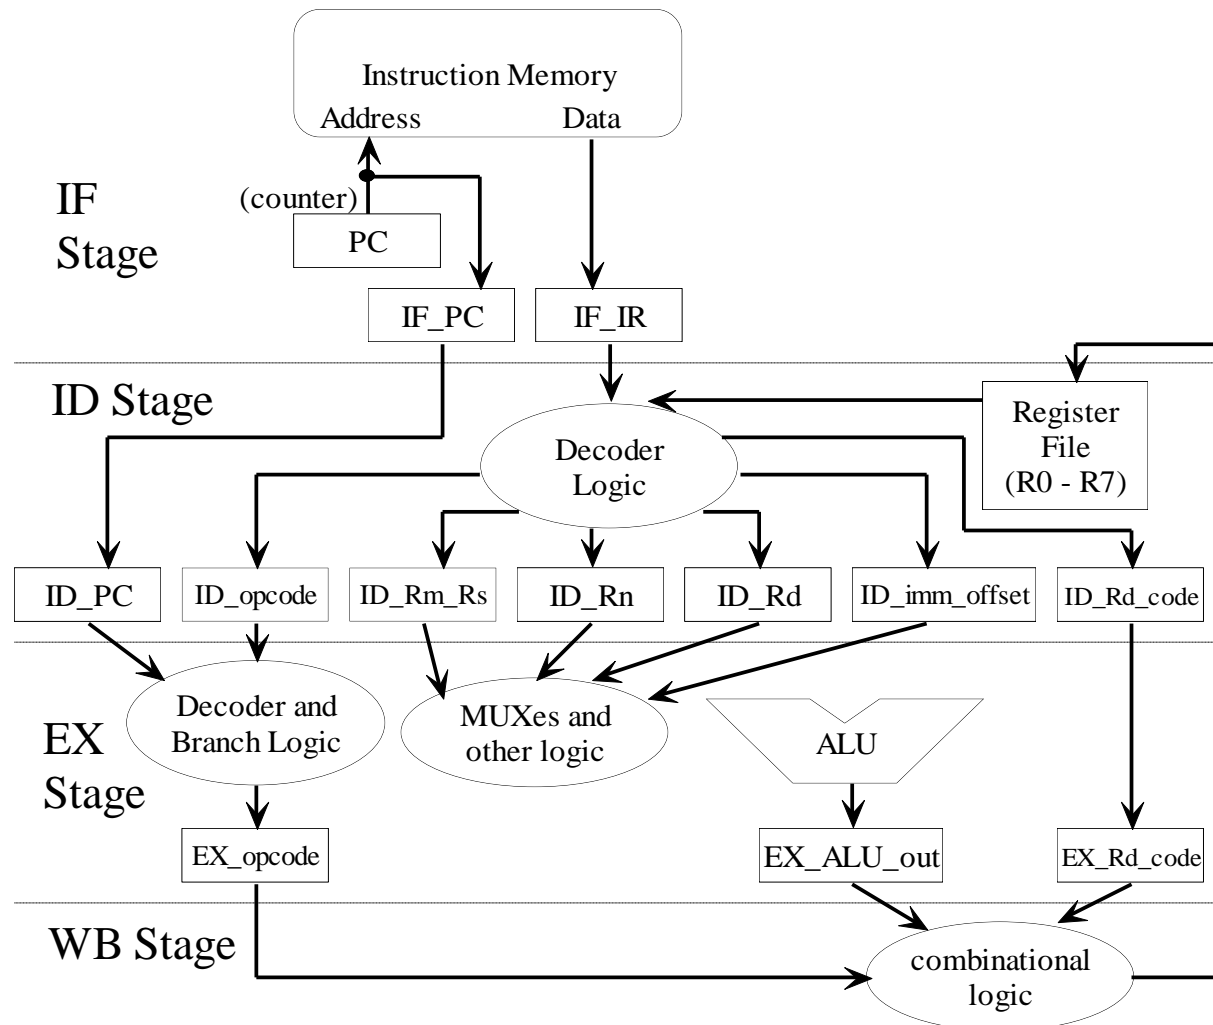 Instruction Memory
Address
Data
IF
Stage
(counter)
PC
IF_PC
IF_IR
ID Stage
Register
File
(R0 - R7)
Decoder
Logic
ID_PC
ID_opcode
ID_Rm_Rs
ID_Rn
ID_Rd
ID_imm_offset
ID_Rd_code
EX
Stage
Decoder and
Branch Logic
MUXes and
other logic
ALU
EX_opcode
EX_ALU_out
EX_Rd_code
WB Stage
combinational
logic